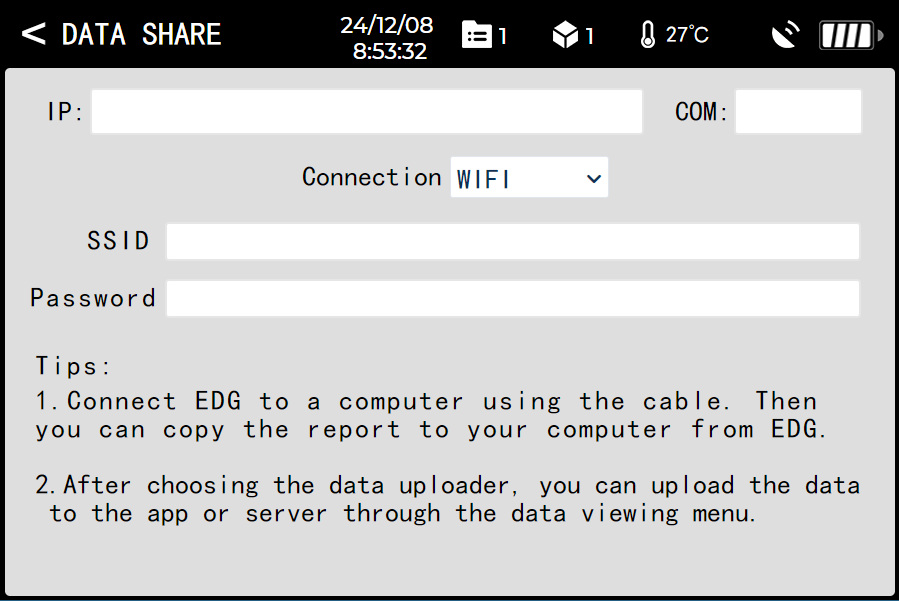 < DATA SHARE
24/12/08
8:53:32
1
1
27℃
IP:
COM:
Connection WIFI
SSID
Password
Tips:
1.Connect EDG to a computer using the cable. Then
you can copy the report to your computer from EDG.
2.After choosing the data uploader, you can upload the data
to the app or server through the data viewing menu.